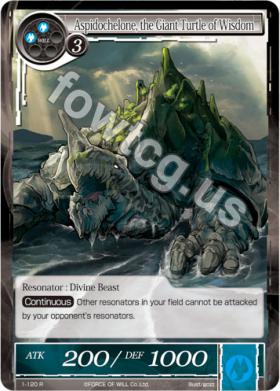 Aspidochelone, the Giant Turtle of Wisdom
WILL
3
fowtcg.us
Resonator : Divine Beast
Continuous Other resonators in your field cannot be attacked
by your opponent's resonators.
ATK 200/ DEF 1000
1-120 R ©FORCE OF WILL Co.,Ltd.